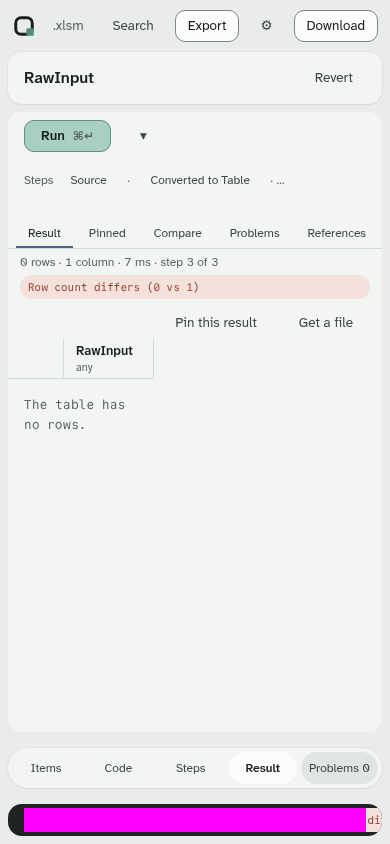 .xlsm Search Export ⚙ Download
RawInput Revert
Run ⌘↵ ▼
Steps Source · Converted to Table · ...
Result Pinned Compare Problems References
0 rows · 1 column · 7 ms · step 3 of 3
Row count differs (0 vs 1)
Pin this result Get a file
RawInput
any
The table has
no rows.
Items Code Steps Result Problems 0
di